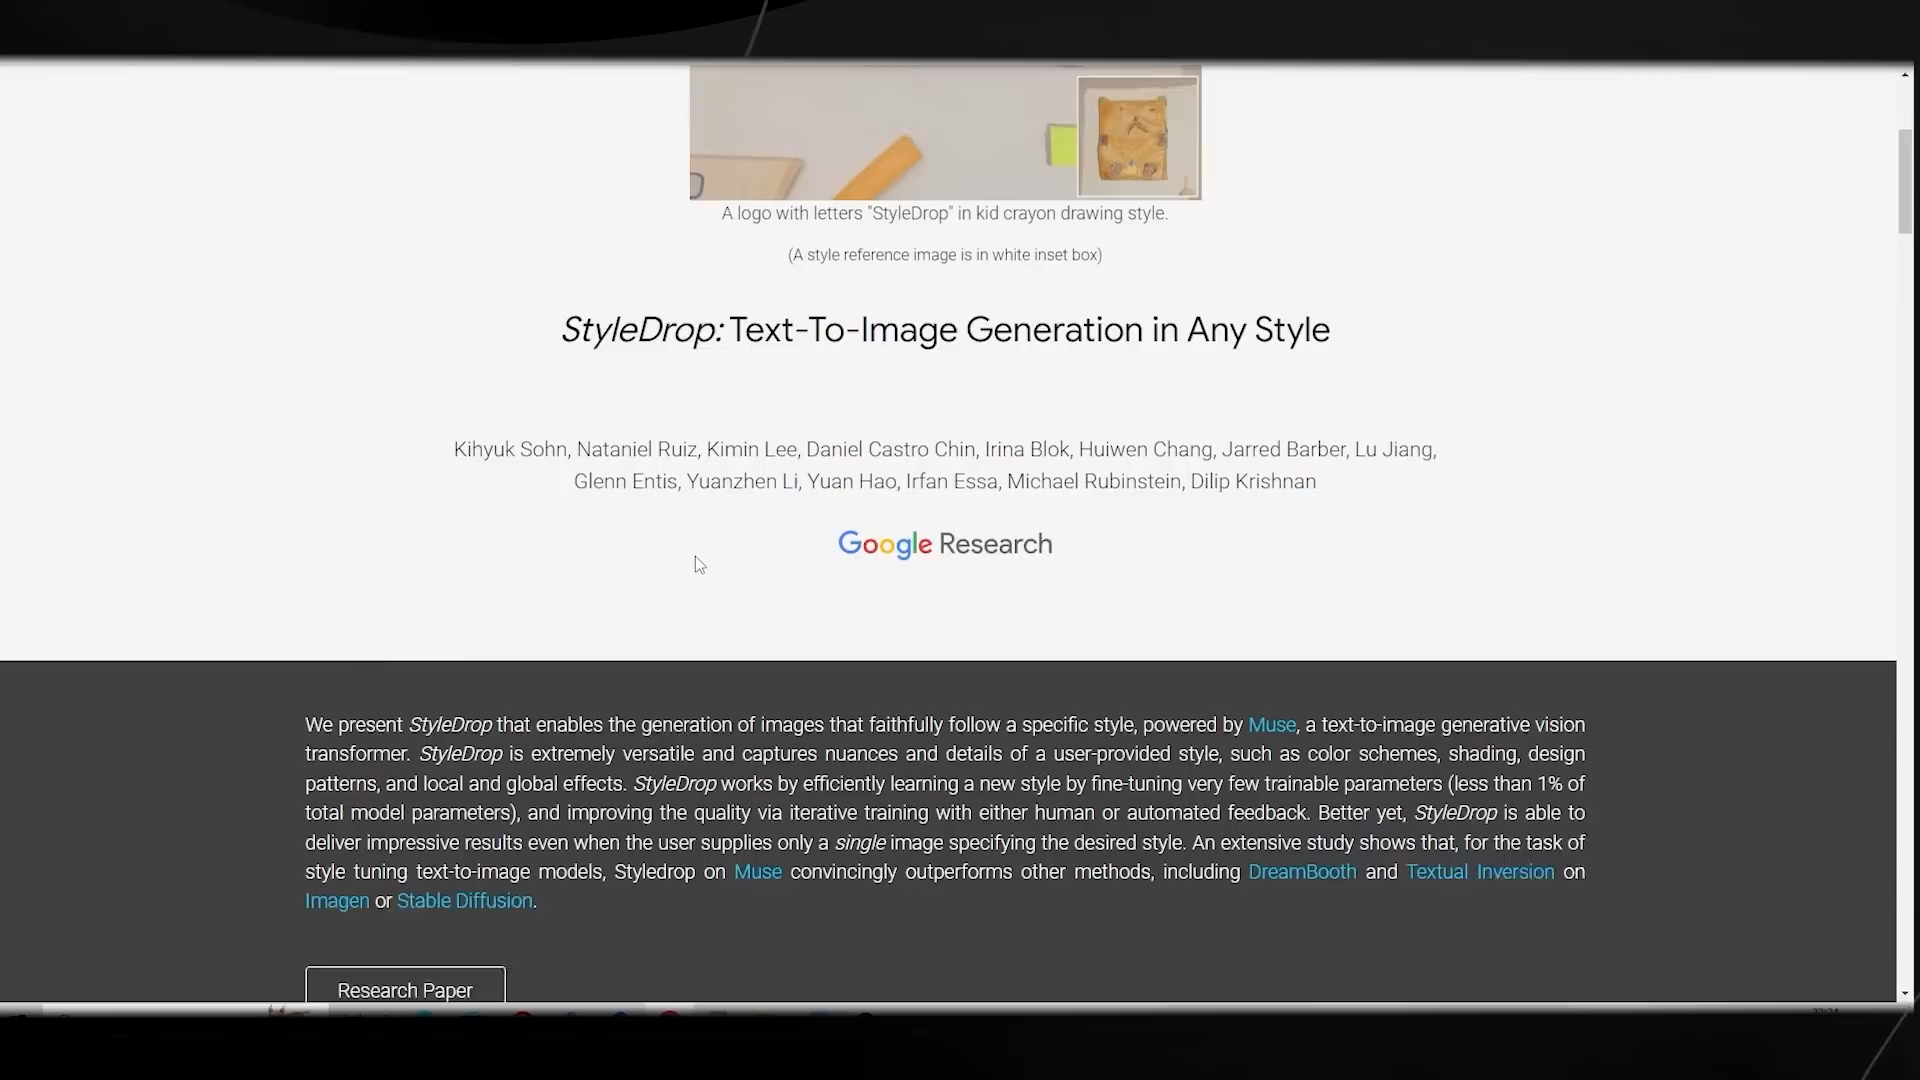 A logo with letters "StyleDrop" in kid crayon drawing style.
(A style reference image is in white inset box)
StyleDrop: Text-To-Image Generation in Any Style
Kihyuk Sohn, Nataniel Ruiz, Kimin Lee, Daniel Castro Chin, Irina Blok, Huiwen Chang, Jarred Barber, Lu Jiang,
Glenn Entis, Yuanzhen Li, Yuan Hao, Irfan Essa, Michael Rubinstein, Dilip Krishnan
Google Research
We present StyleDrop that enables the generation of images that faithfully follow a specific style, powered by Muse, a text-to-image generative vision
transformer. StyleDrop is extremely versatile and captures nuances and details of a user-provided style, such as color schemes, shading, design
patterns, and local and global effects. StyleDrop works by efficiently learning a new style by fine-tuning very few trainable parameters (less than 1% of
total model parameters), and improving the quality via iterative training with either human or automated feedback. Better yet, StyleDrop is able to
deliver impressive results even when the user supplies only a single image specifying the desired style. An extensive study shows that, for the task of
style tuning text-to-image models, Styledrop on Muse convincingly outperforms other methods, including DreamBooth and Textual Inversion on
Imagen or Stable Diffusion.
Research Paper